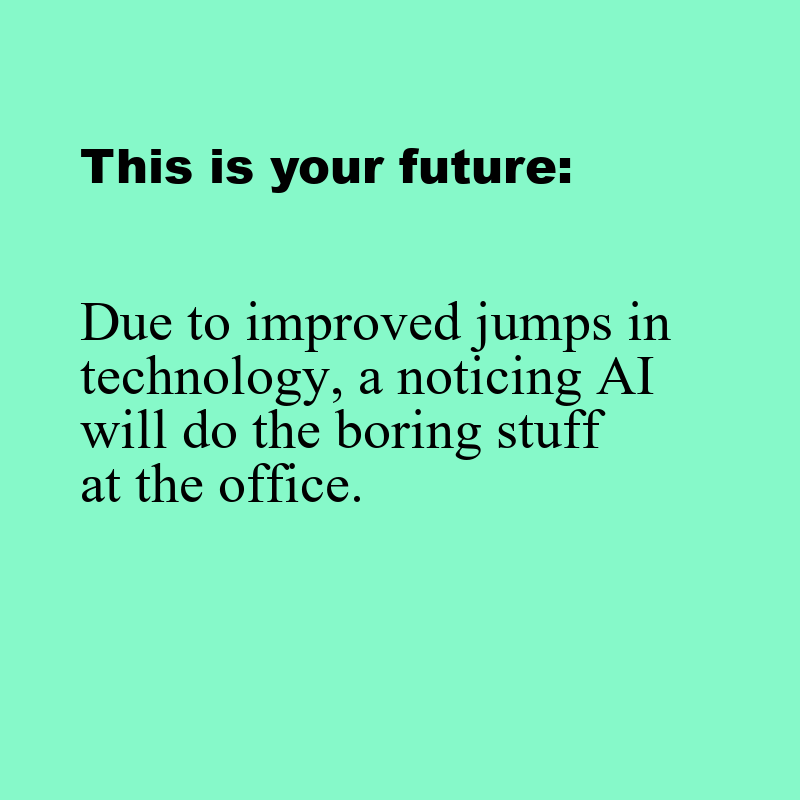 This is your future:
Due to improved jumps in
technology, a noticing AI
will do the boring stuff
at the office.